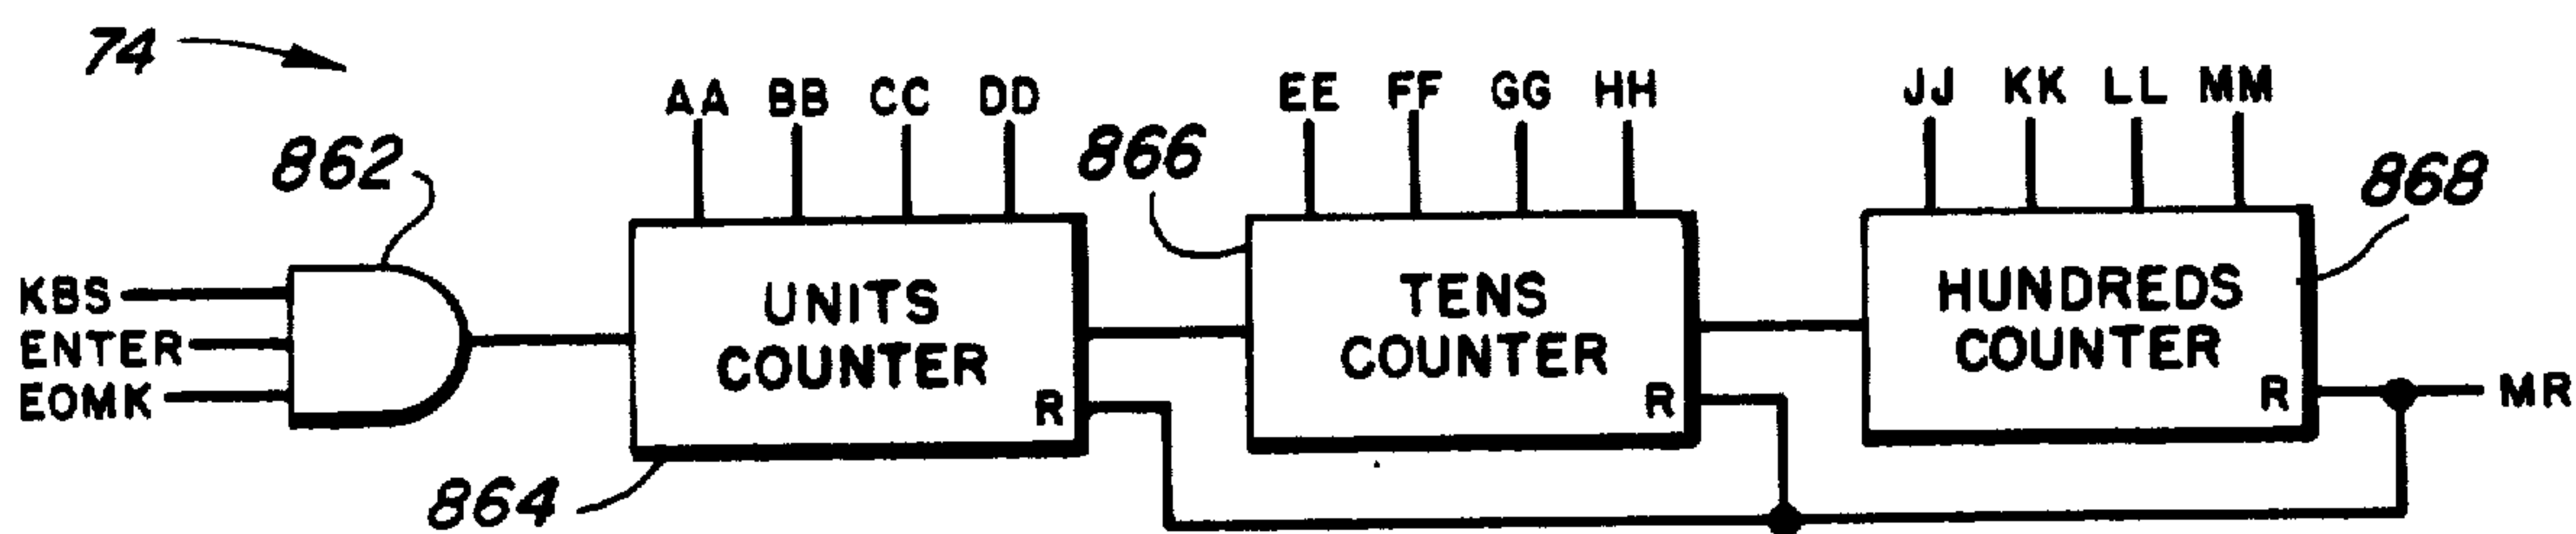 74
AA BB CC DD
EE FF GG HH
JJ KK LL MM
862
866
868
KBS
ENTER
EOMK
UNITS
COUNTER
R
TENS
COUNTER
R
HUNDREDS
COUNTER
R
MR
864